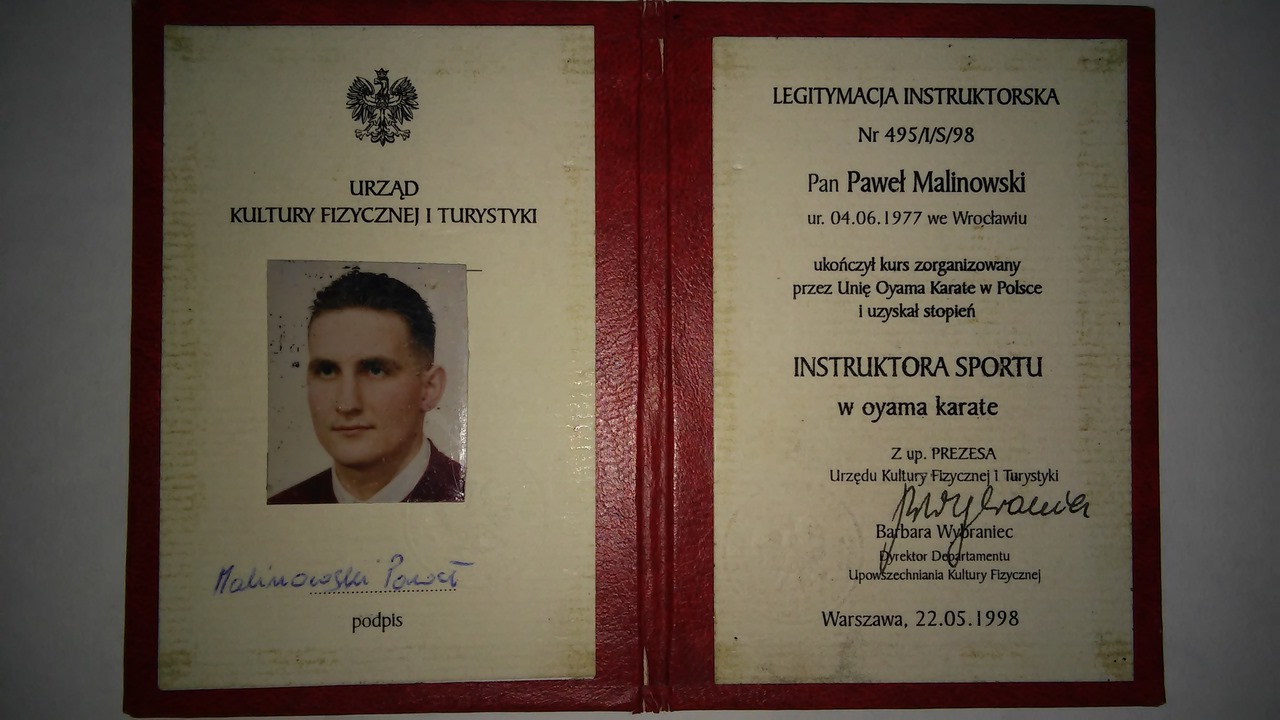 URZĄD
KULTURY FIZYCZNEJ I TURYSTYKI
Malinowski Paweł
podpis
LEGITYMACJA INSTRUKTORSKA
Nr 495/I/S/98
Pan Paweł Malinowski
ur. 04.06.1977 we Wrocławiu
ukończył kurs zorganizowany
przez Unię Oyama Karate w Polsce
i uzyskał stopień
INSTRUKTORA SPORTU
w oyama karate
Z up. PREZESA
Urzędu Kultury Fizycznej i Turystyki
BWybraniec
Barbara Wybraniec
Dyrektor Departamentu
Upowszechniania Kultury Fizycznej
Warszawa, 22.05.1998